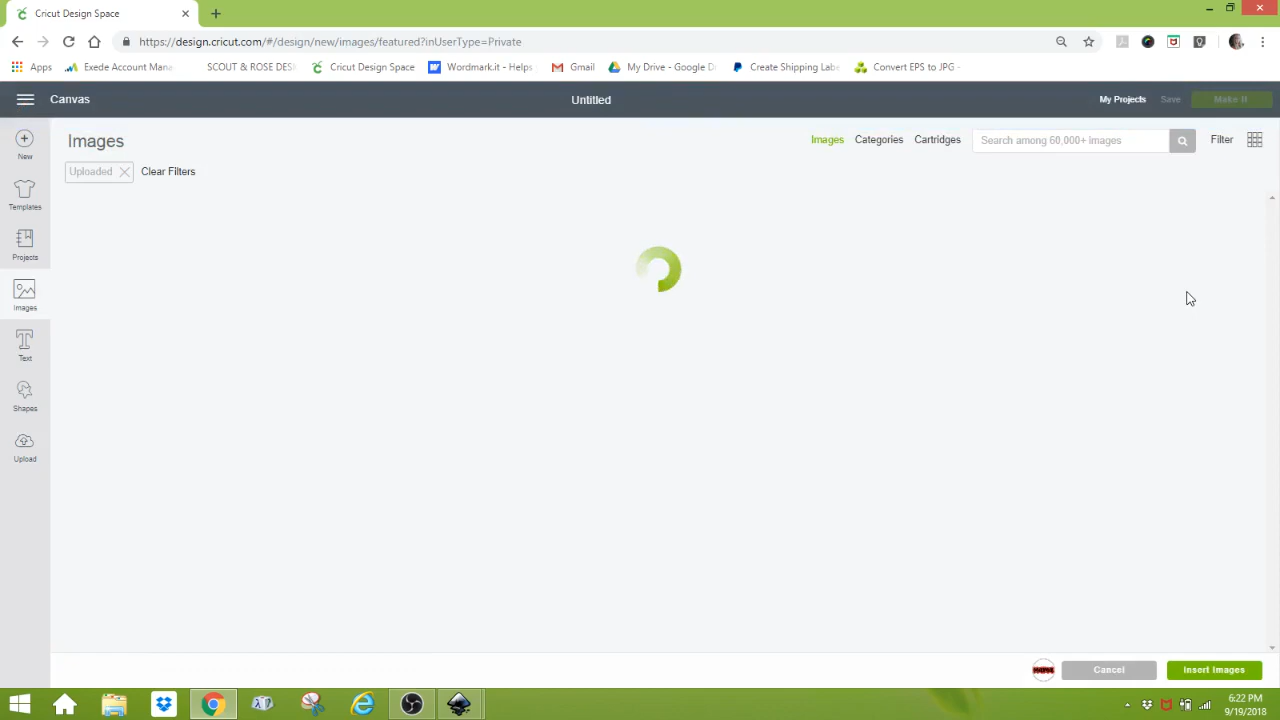 Cricut Design Space
https://design.cricut.com/#/design/new/images/featured?inUserType=Private
Apps Exede Account Mana SCOUT & ROSE DES Cricut Design Space Wordmark.it - Helps Gmail My Drive - Google D Create Shipping Lab Convert EPS to JPG -
Canvas Untitled My Projects Save Make It
New
Templates
Projects
Images
Text
Shapes
Upload
Images Images Categories Cartridges Search among 60,000+ images Filter
Uploaded Clear Filters
Cancel Insert Images
6:22 PM
9/19/2018